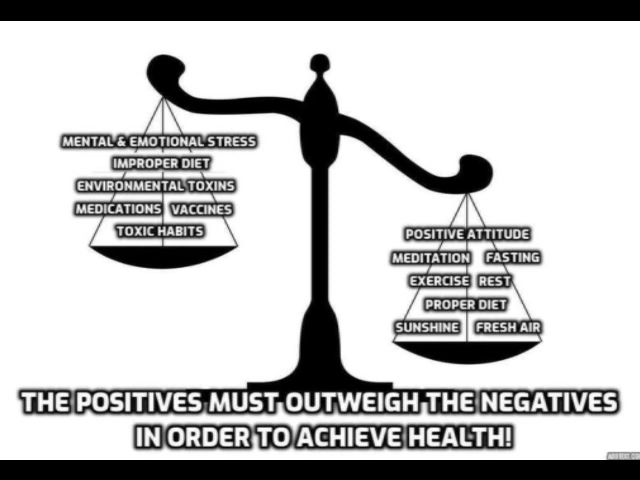 MENTAL & EMOTIONAL STRESS
IMPROPER DIET
ENVIRONMENTAL TOXINS
MEDICATIONS VACCINES
TOXIC HABITS
POSITIVE ATTITUDE
MEDITATION FASTING
EXERCISE REST
PROPER DIET
SUNSHINE FRESH AIR
THE POSITIVES MUST OUTWEIGH THE NEGATIVES
IN ORDER TO ACHIEVE HEALTH!